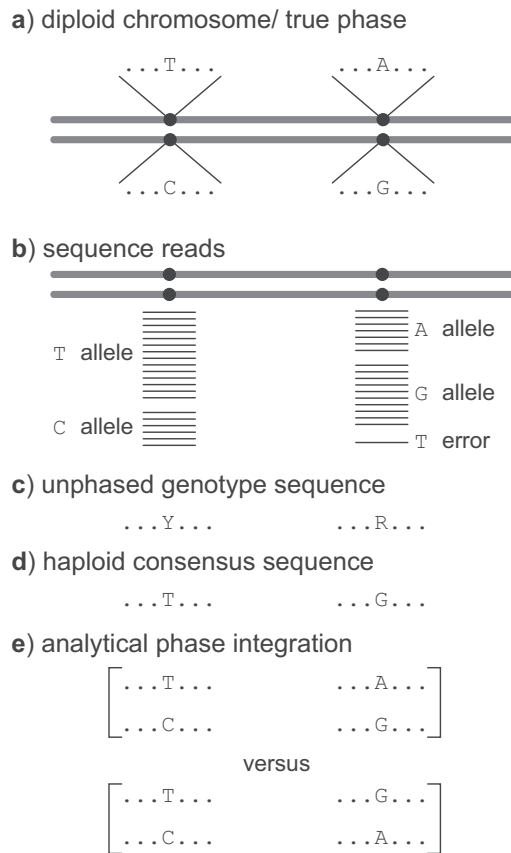 a) diploid chromosome/ true phase
...T... ...A...
...C... ...G...
b) sequence reads
A allele
T allele
G allele
C allele
T error
c) unphased genotype sequence
...Y... ...R...
d) haploid consensus sequence
...T... ...G...
e) analytical phase integration
...T... ...A...
...C... ...G...
versus
...T... ...G...
...C... ...A...